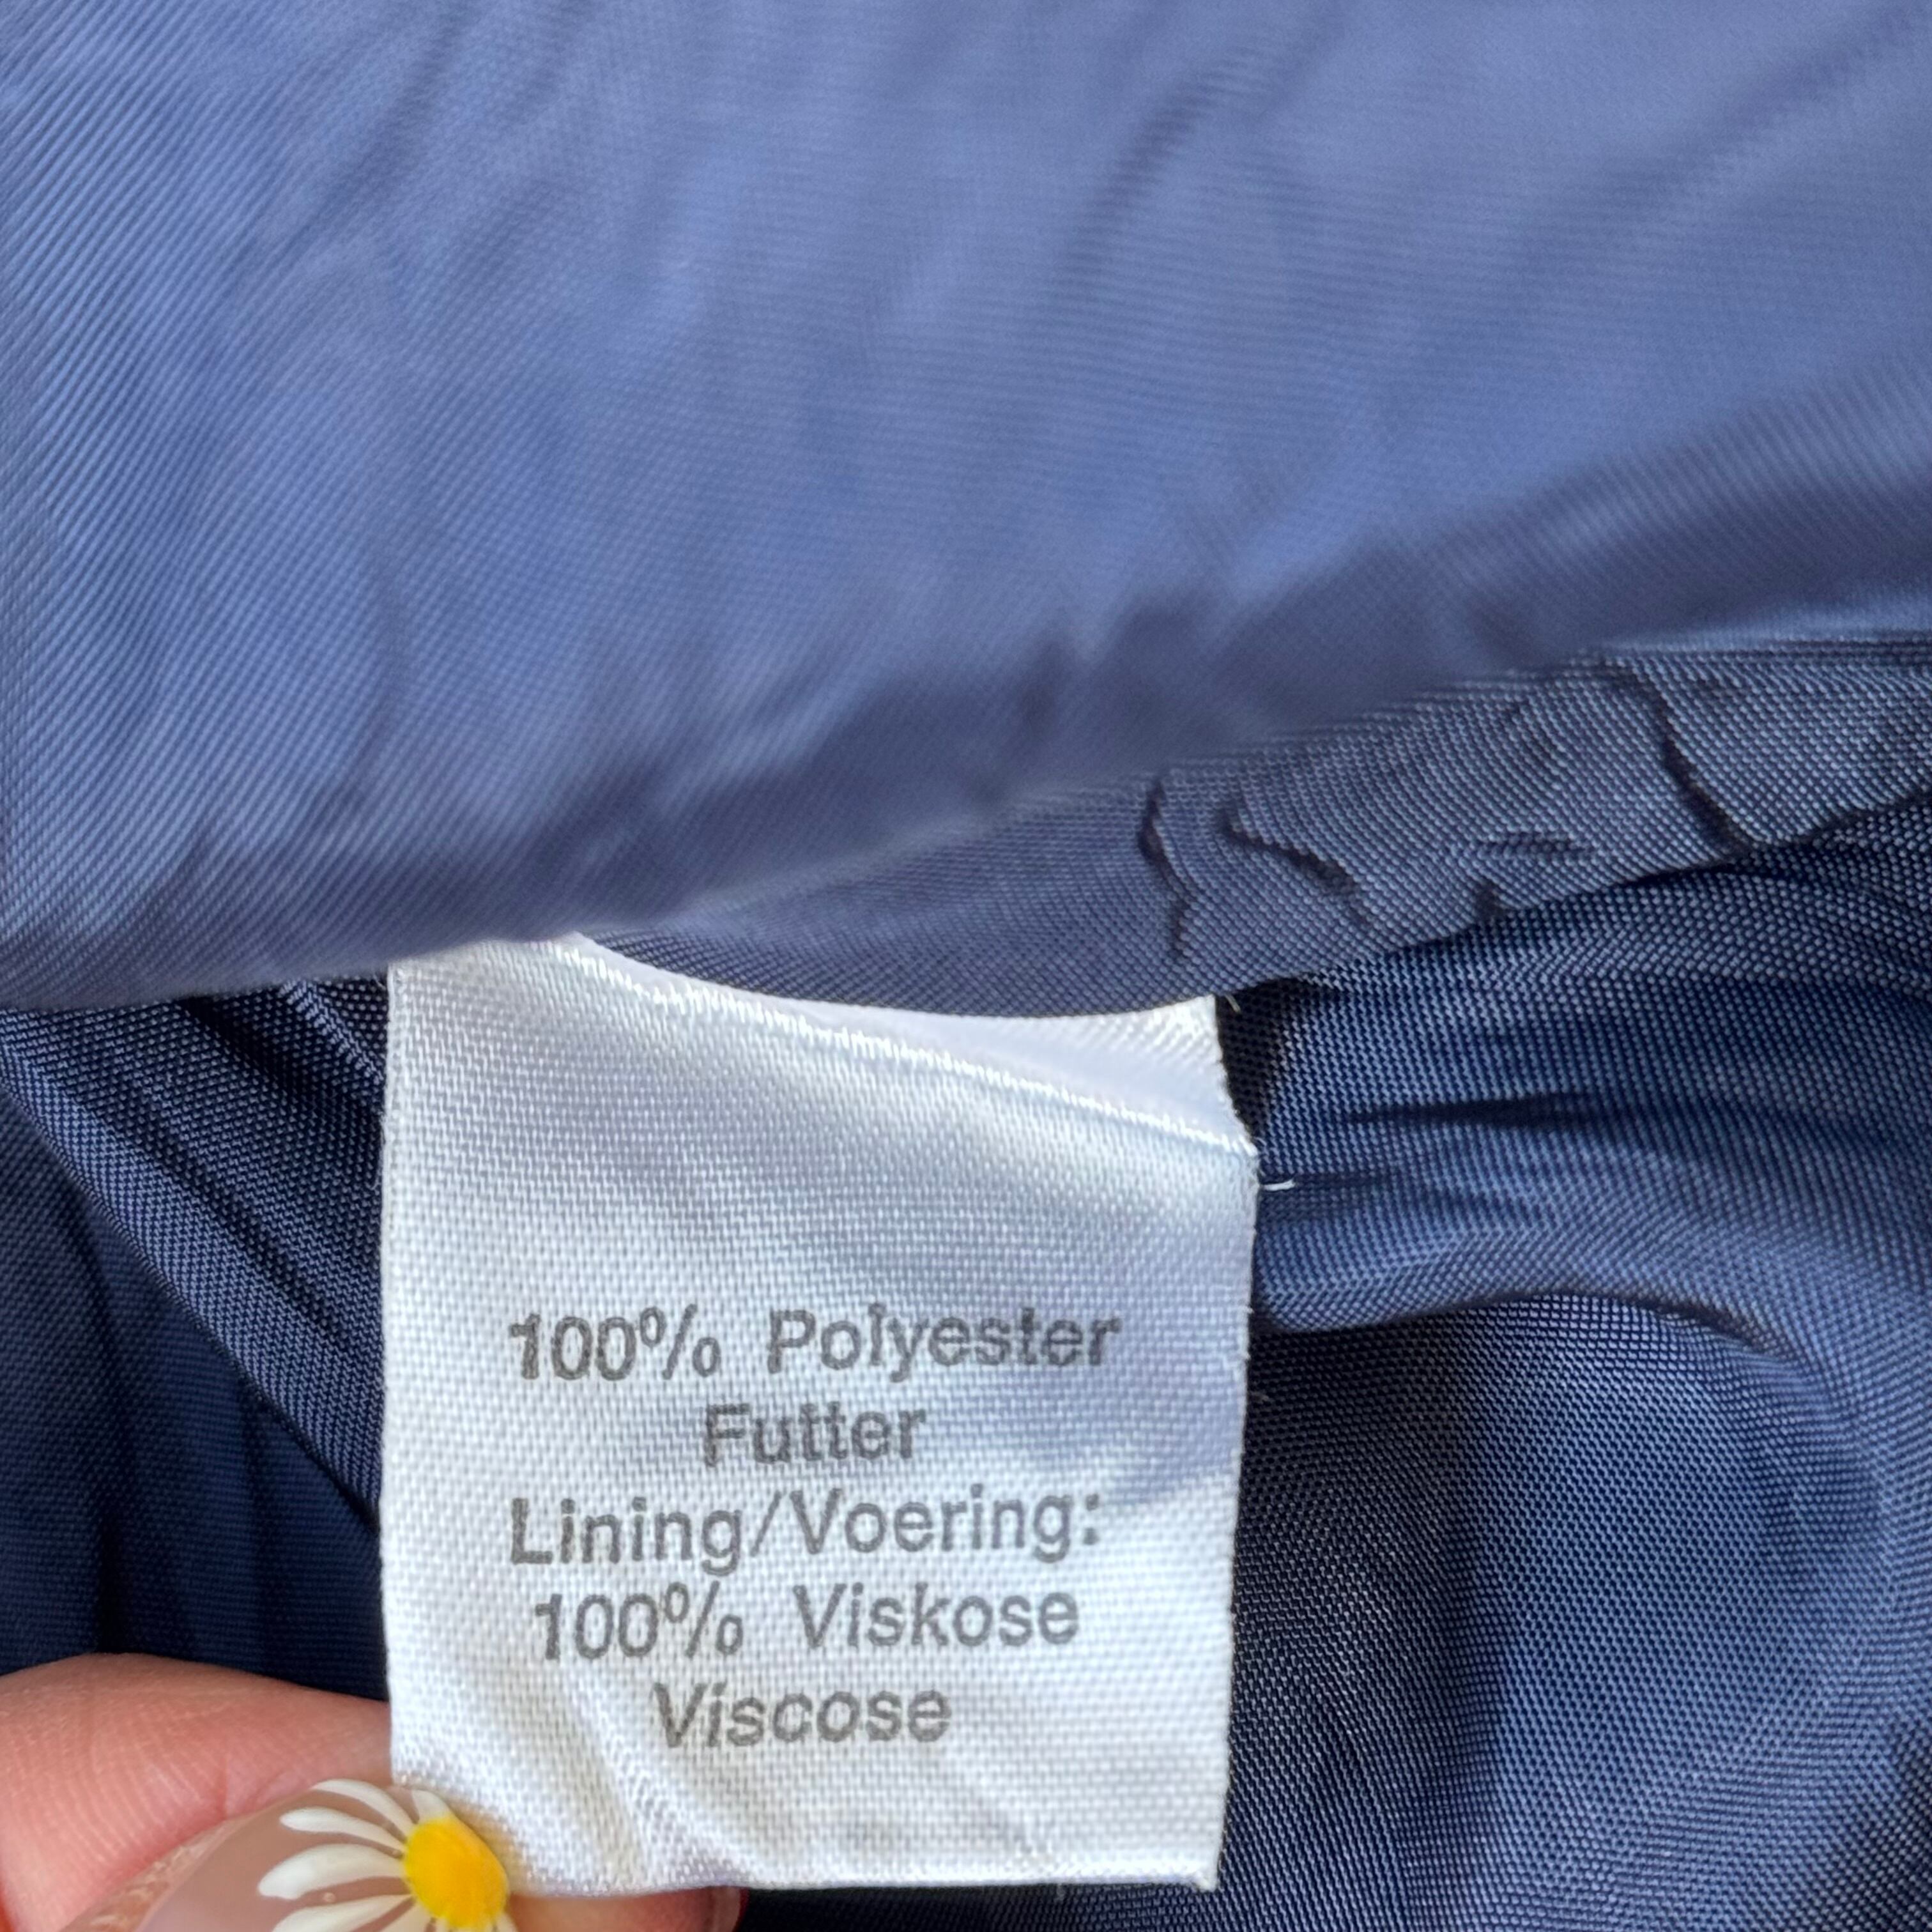 100% Polyester
Futter
Lining/Voering:
100% Viskose
Viscose